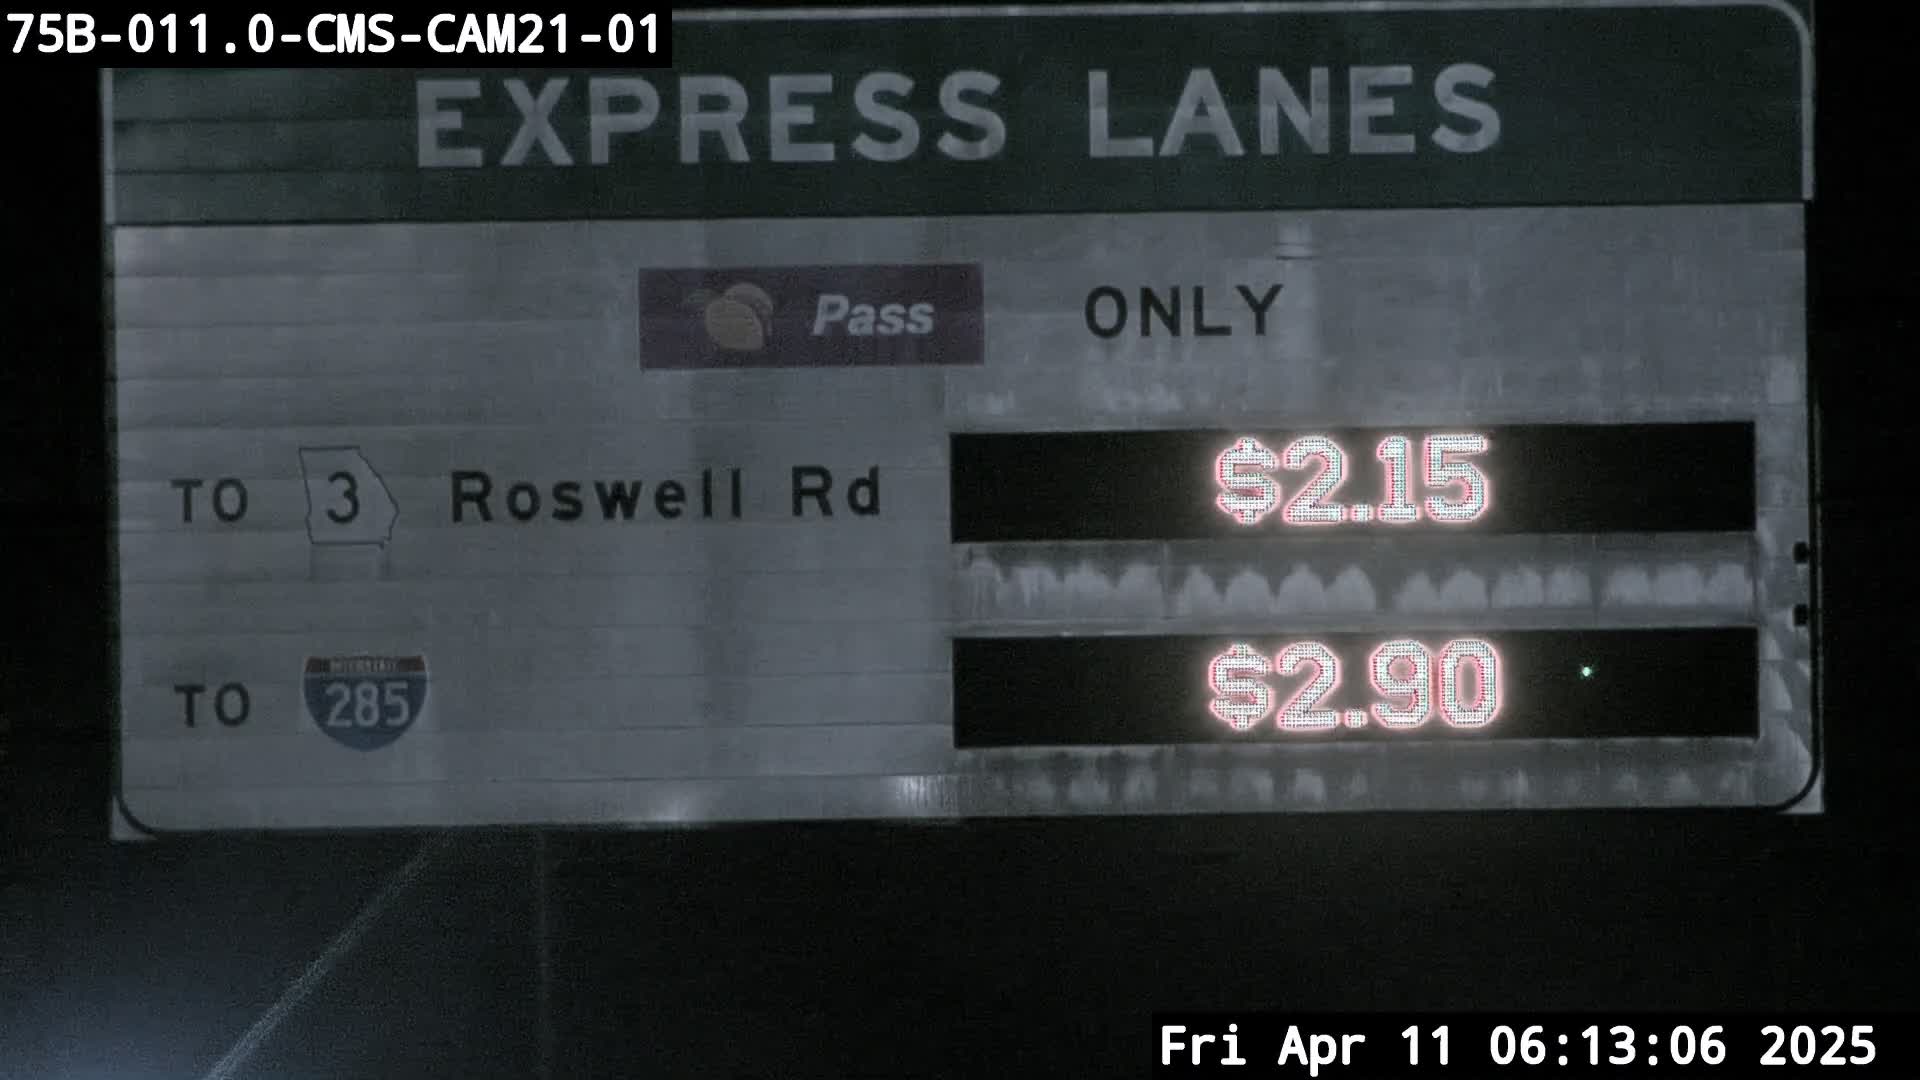 75B-011.0-CMS-CAM21-01
EXPRESS LANES
Pass ONLY
TO 3 Roswell Rd $2.15
INTERSTATE
TO 285 $2.90
Fri Apr 11 06:13:06 2025